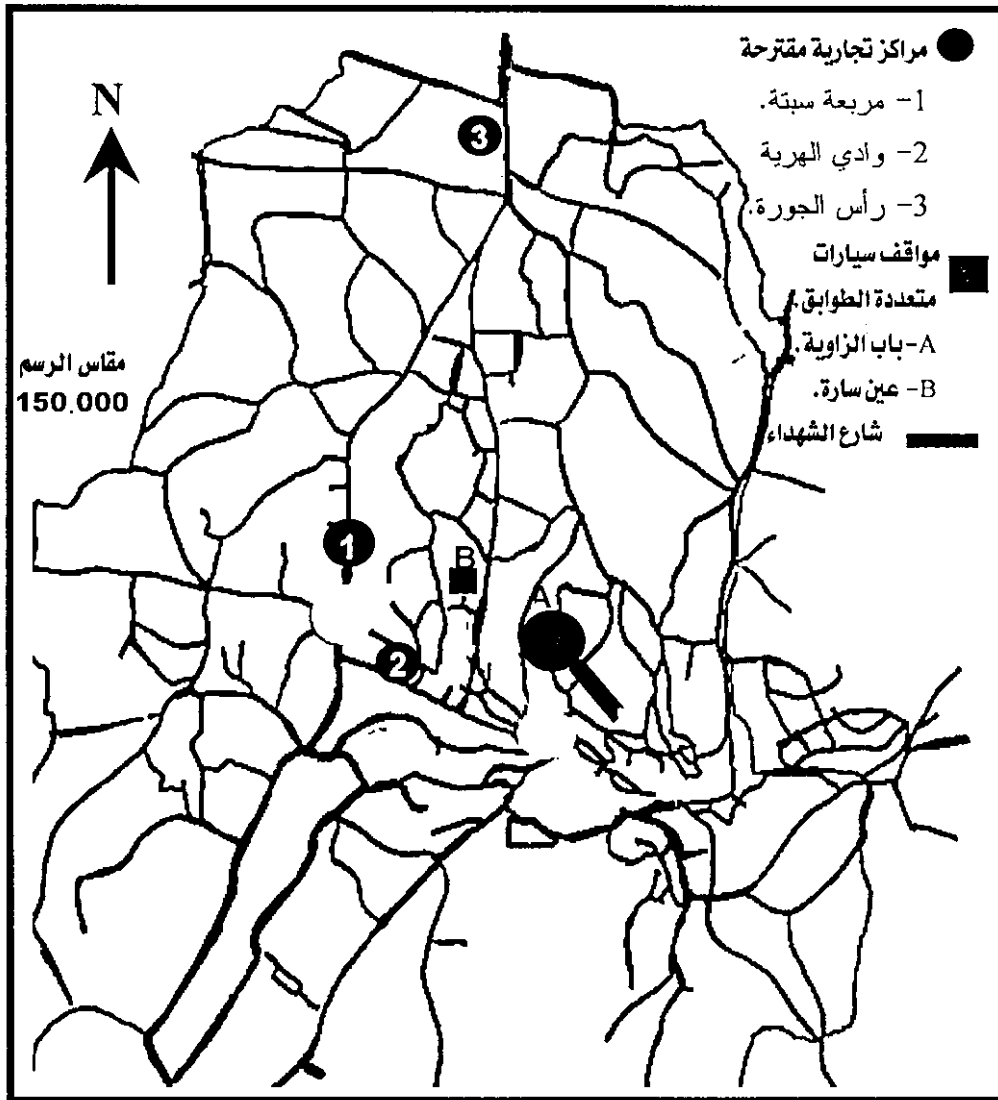 مراكز تجارية مقترحة
1- مربعة سبتة.
2- وادي الهرية
3- رأس الجورة.
مواقف سيارات
متعددة الطوابق.
A- باب الزاوية.
B- عين سارة.
شارع الشهداء
N
مقاس الرسم
150.000
3
1
B
A
2